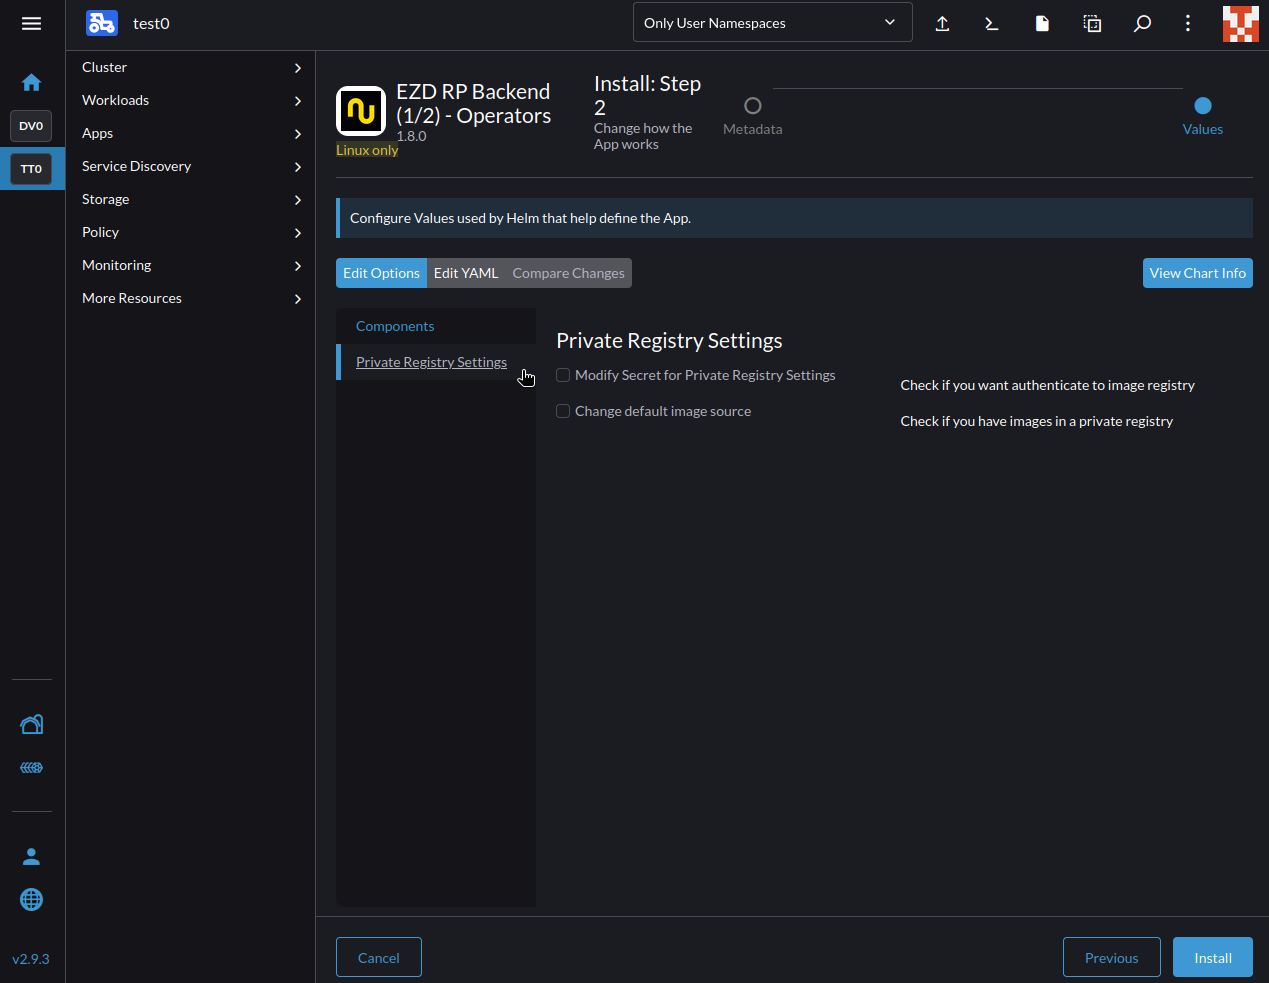 test0
Only User Namespaces
DV0
TT0
v2.9.3
Cluster
Workloads
Apps
Service Discovery
Storage
Policy
Monitoring
More Resources
EZD RP Backend
(1/2) - Operators
1.8.0
Linux only
Install: Step
2
Change how the
App works
Metadata
Values
Configure Values used by Helm that help define the App.
Edit Options Edit YAML Compare Changes
View Chart Info
Components
Private Registry Settings
Private Registry Settings
Modify Secret for Private Registry Settings
Check if you want authenticate to image registry
Change default image source
Check if you have images in a private registry
Cancel
Previous
Install